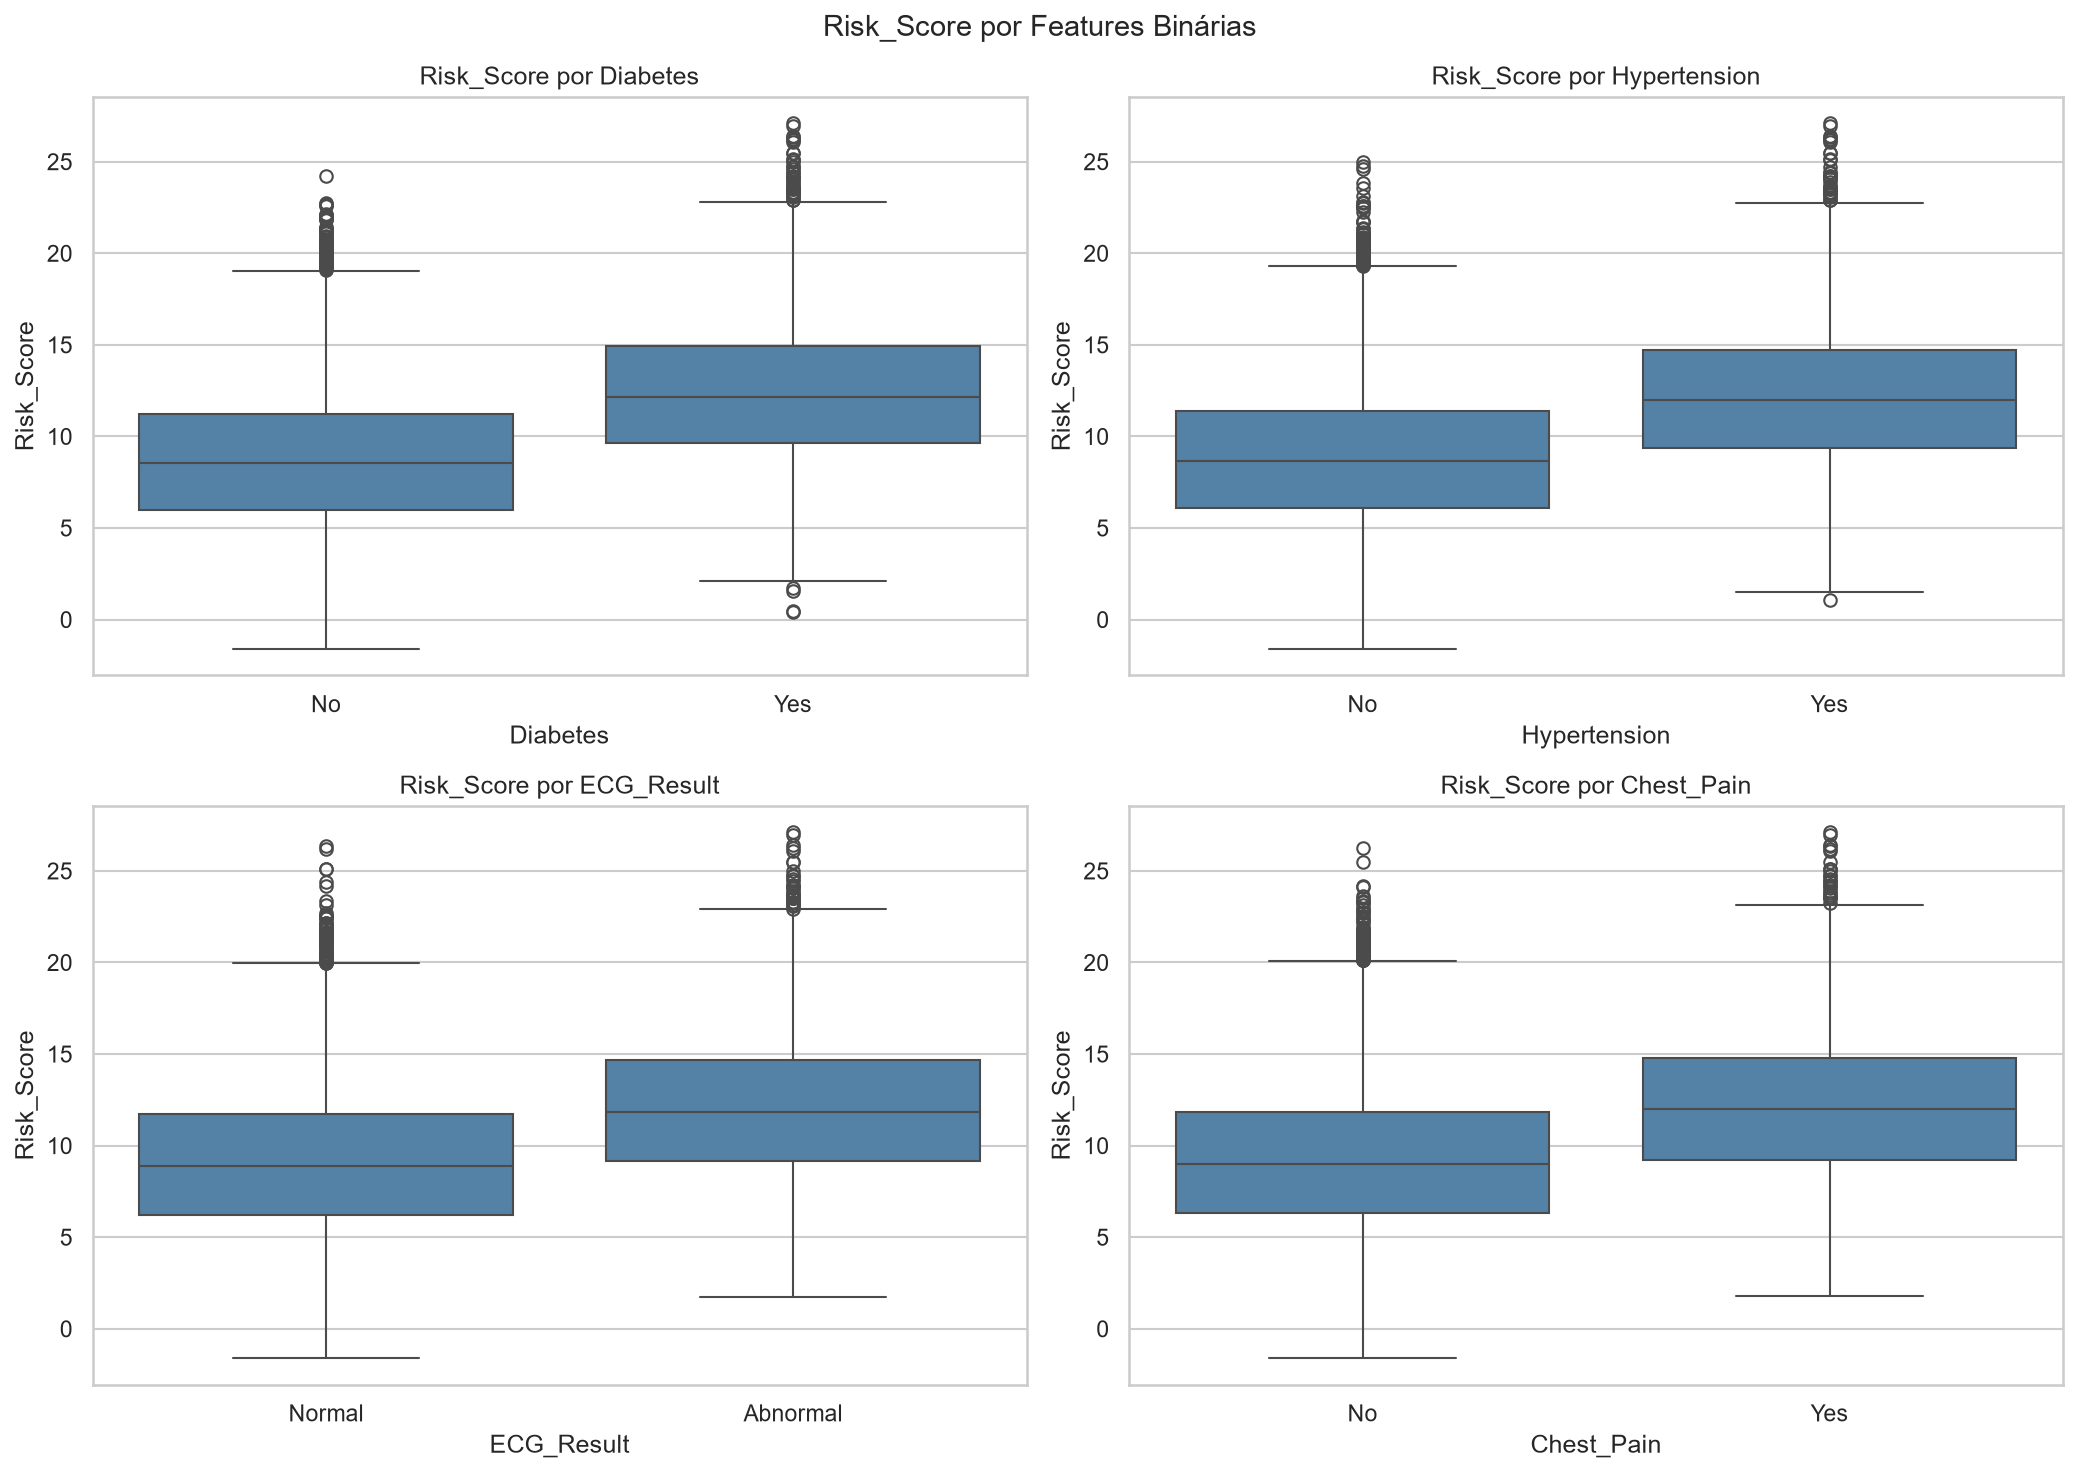 Risk_Score por Features Binárias
Risk_Score por Diabetes
Risk_Score
25
20
15
10
5
0
No
Yes
Diabetes
Risk_Score por Hypertension
Risk_Score
25
20
15
10
5
0
No
Yes
Hypertension
Risk_Score por ECG_Result
Risk_Score
25
20
15
10
5
0
Normal
Abnormal
ECG_Result
Risk_Score por Chest_Pain
Risk_Score
25
20
15
10
5
0
No
Yes
Chest_Pain